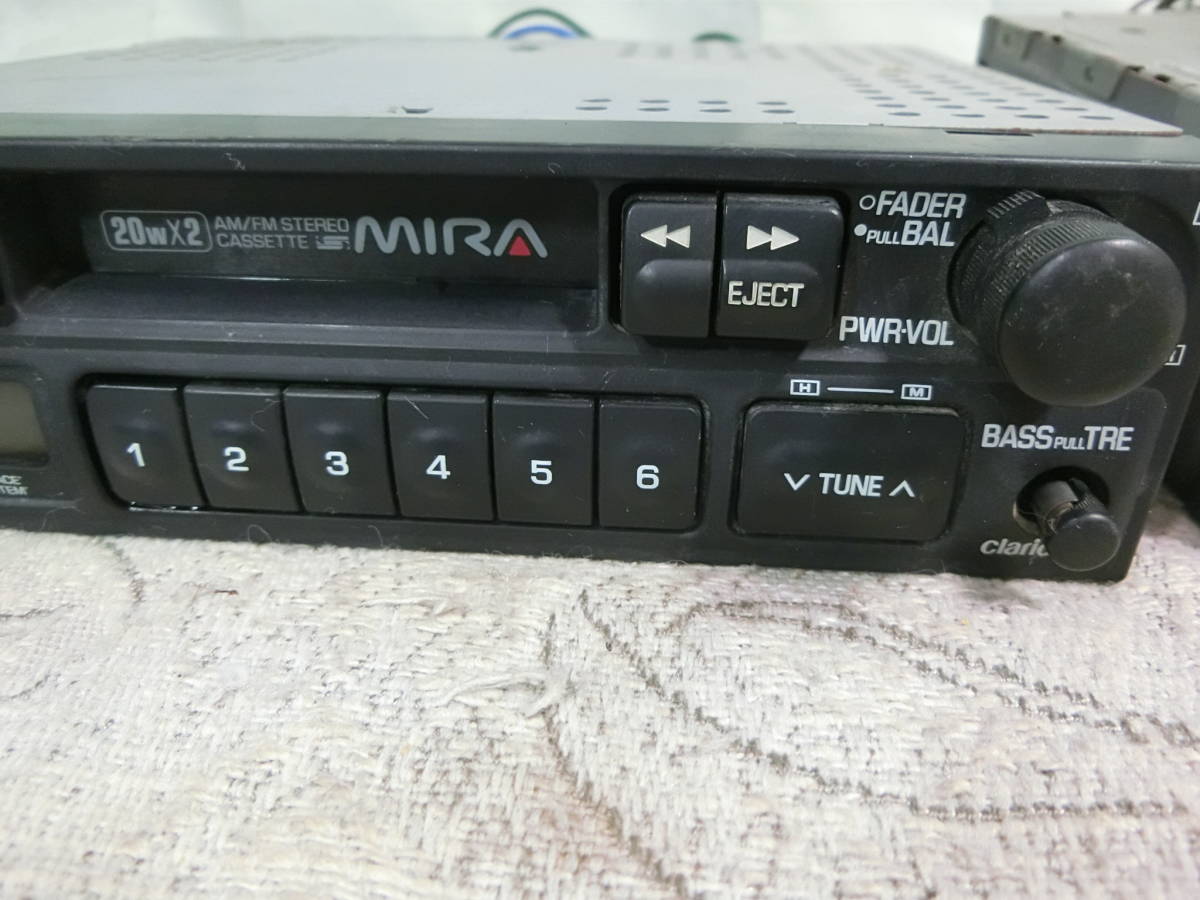 20W×2
AM/FM STEREO
CASSETTE
MIRA
EJECT
FADER
PULL BAL
PWR·VOL
H
M
1
2
3
4
5
6
TUNE
BASS PULL TRE